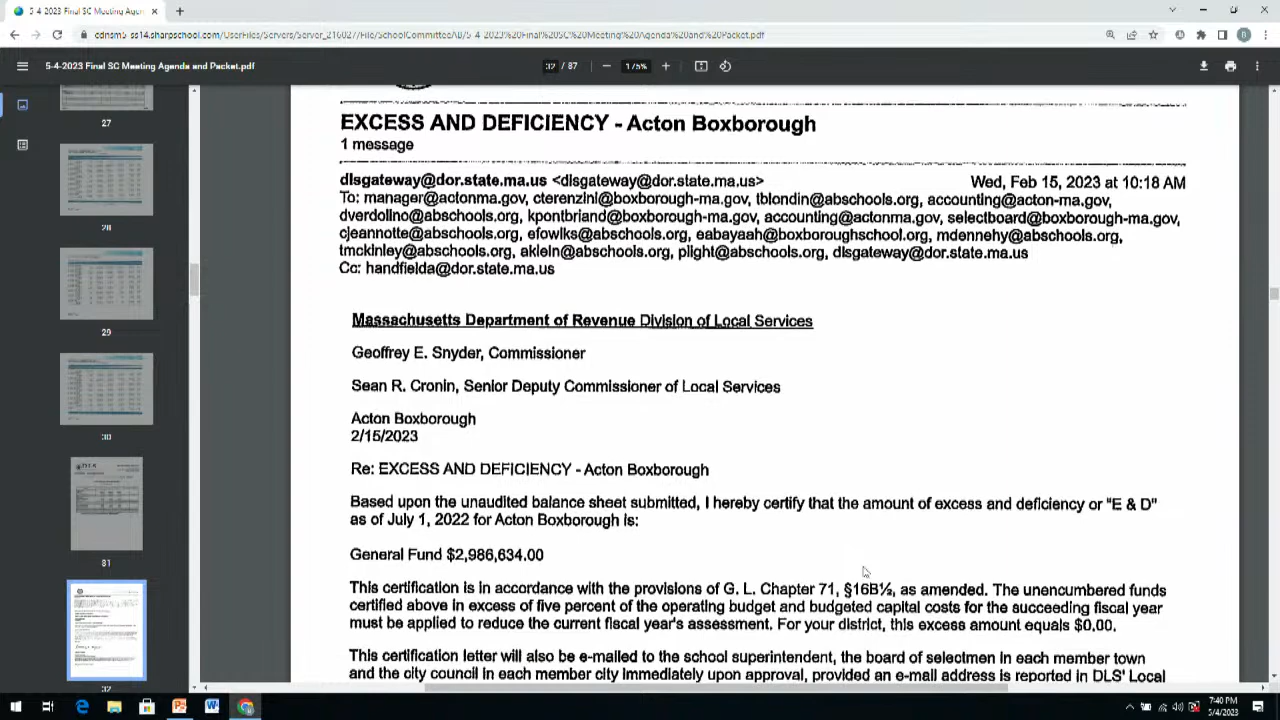 5-4-2023 Final SC Meeting Agen
cdnsm5-ss14.sharpschool.com/UserFiles/Servers/Server_216027/File/SchoolCommittee/AB/5-4-2023%20Final%20SC%20Meeting%20Agenda%20and%20Packet.pdf
5-4-2023 Final SC Meeting Agenda and Packet.pdf
32 / 87
175%
27
28
29
30
31
32
EXCESS AND DEFICIENCY - Acton Boxborough
1 message
dlsgateway@dor.state.ma.us <dlsgateway@dor.state.ma.us>
Wed, Feb 15, 2023 at 10:18 AM
To: manager@actonma.gov, cterenzini@boxborough-ma.gov, tblondin@abschools.org, accounting@acton-ma.gov,
dverdolino@abschools.org, kpontbriand@boxborough-ma.gov, accounting@actonma.gov, selectboard@boxborough-ma.gov,
cjeannotte@abschools.org, efowlks@abschools.org, eabayaah@boxboroughschool.org, mdennehy@abschools.org,
tmckinley@abschools.org, aklein@abschools.org, plight@abschools.org, dlsgateway@dor.state.ma.us
Cc: handfielda@dor.state.ma.us
Massachusetts Department of Revenue Division of Local Services
Geoffrey E. Snyder, Commissioner
Sean R. Cronin, Senior Deputy Commissioner of Local Services
Acton Boxborough
2/15/2023
Re: EXCESS AND DEFICIENCY - Acton Boxborough
Based upon the unaudited balance sheet submitted, I hereby certify that the amount of excess and deficiency or "E & D"
as of July 1, 2022 for Acton Boxborough is:
General Fund $2,986,634.00
This certification is in accordance with the provisions of G. L. Chapter 71, §16B½, as amended. The unencumbered funds
certified above in excess of five percent of the operating budget and budgeted capital costs for the succeeding fiscal year
must be applied to reduce the current fiscal year's assessment. For your district, this excess amount equals $0.00.
This certification letter will also be e-mailed to the school superintendent, the board of selectmen in each member town
and the city council in each member city immediately upon approval, provided an e-mail address is reported in DLS' Local
7:40 PM
5/4/2023